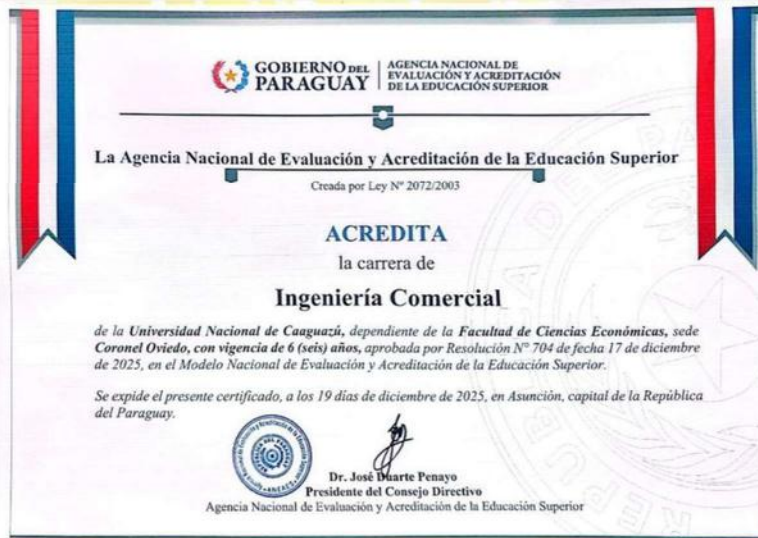 GOBIERNO DEL
PARAGUAY
AGENCIA NACIONAL DE
EVALUACIÓN Y ACREDITACIÓN
DE LA EDUCACIÓN SUPERIOR
La Agencia Nacional de Evaluación y Acreditación de la Educación Superior
Creada por Ley Nº 2072/2003
ACREDITA
la carrera de
Ingeniería Comercial
de la Universidad Nacional de Caaguazú, dependiente de la Facultad de Ciencias Económicas, sede
Coronel Oviedo, con vigencia de 6 (seis) años, aprobada por Resolución Nº 704 de fecha 17 de diciembre
de 2025, en el Modelo Nacional de Evaluación y Acreditación de la Educación Superior.
Se expide el presente certificado, a los 19 días de diciembre de 2025, en Asunción, capital de la República
del Paraguay.
Dr. José Duarte Penayo
Presidente del Consejo Directivo
Agencia Nacional de Evaluación y Acreditación de la Educación Superior